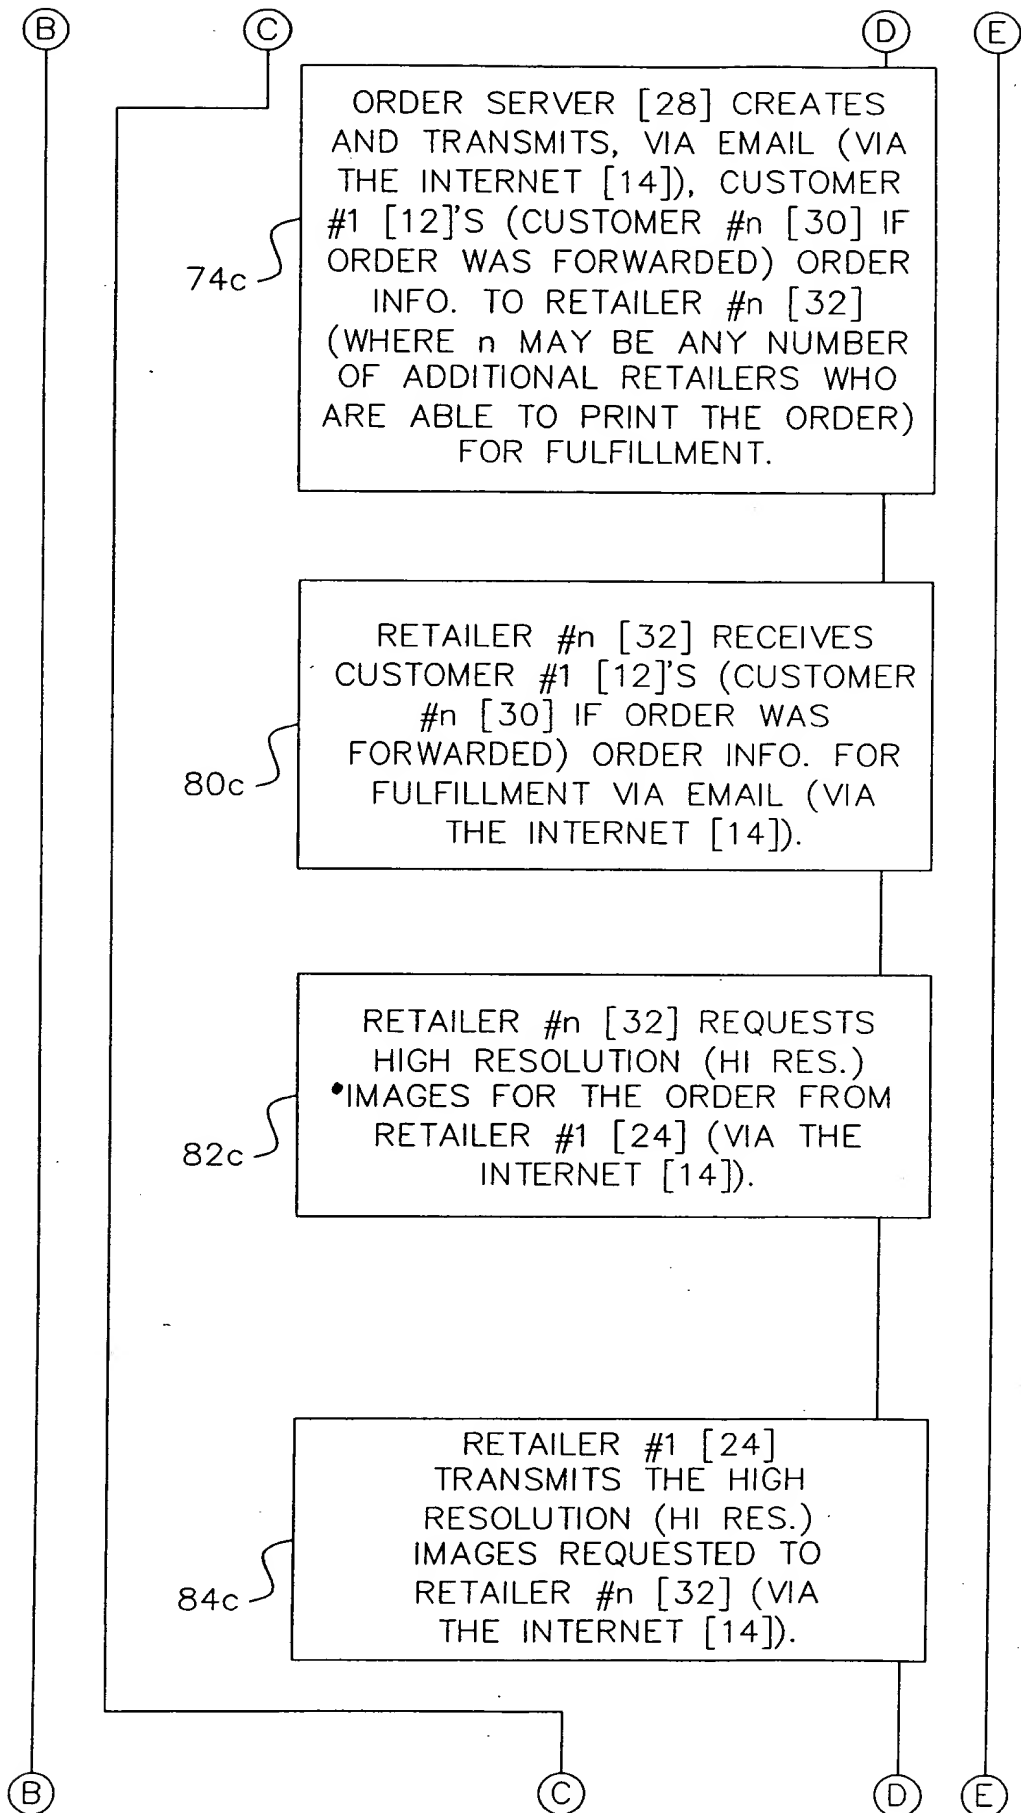 B C D E
ORDER SERVER [28] CREATES
AND TRANSMITS, VIA EMAIL (VIA
THE INTERNET [14]), CUSTOMER
#1 [12]'S (CUSTOMER #n [30] IF
ORDER WAS FORWARDED) ORDER
INFO. TO RETAILER #n [32]
(WHERE n MAY BE ANY NUMBER
OF ADDITIONAL RETAILERS WHO
ARE ABLE TO PRINT THE ORDER)
FOR FULFILLMENT.
74c
RETAILER #n [32] RECEIVES
CUSTOMER #1 [12]'S (CUSTOMER
#n [30] IF ORDER WAS
FORWARDED) ORDER INFO. FOR
FULFILLMENT VIA EMAIL (VIA
THE INTERNET [14]).
80c
RETAILER #n [32] REQUESTS
HIGH RESOLUTION (HI RES.)
IMAGES FOR THE ORDER FROM
RETAILER #1 [24] (VIA THE
INTERNET [14]).
82c
RETAILER #1 [24]
TRANSMITS THE HIGH
RESOLUTION (HI RES.)
IMAGES REQUESTED TO
RETAILER #n [32] (VIA
THE INTERNET [14]).
84c
B C D E